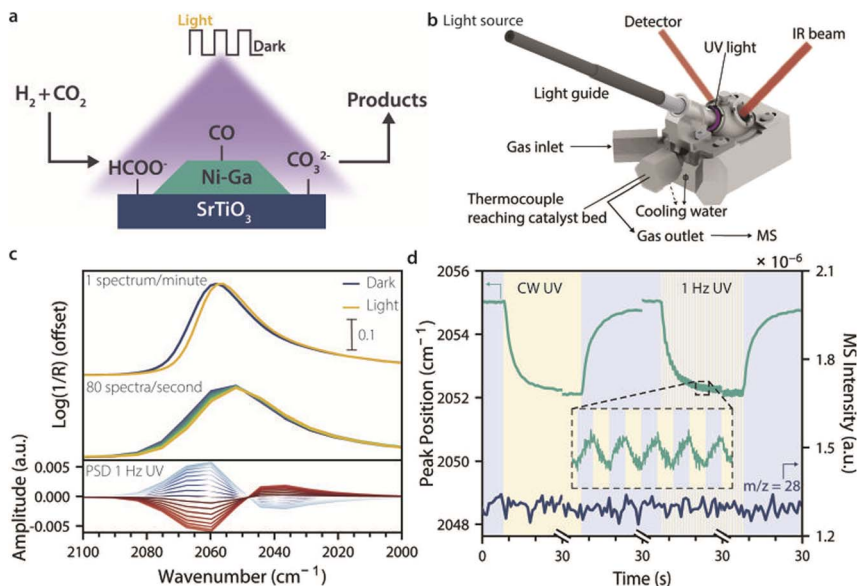 a
Light
Dark
H₂ + CO₂
Products
CO
HCOO⁻
CO₃²⁻
Ni-Ga
SrTiO₃
b
Light source
Detector
UV light
IR beam
Light guide
Gas inlet
Thermocouple
reaching catalyst bed
Cooling water
Gas outlet
MS
c
1 spectrum/minute
Dark
Light
0.1
Log(1/R) (offset)
80 spectra/second
PSD 1 Hz UV
Amplitude (a.u.)
0.005
0.000
-0.005
2100 2080 2060 2040 2020 2000
Wavenumber (cm⁻¹)
d
× 10⁻⁶
2056
2054
2052
2050
2048
Peak Position (cm⁻¹)
CW UV
1 Hz UV
2.1
1.8
1.5
1.2
MS Intensity (a.u.)
m/z = 28
0 30 30 30 30
Time (s)